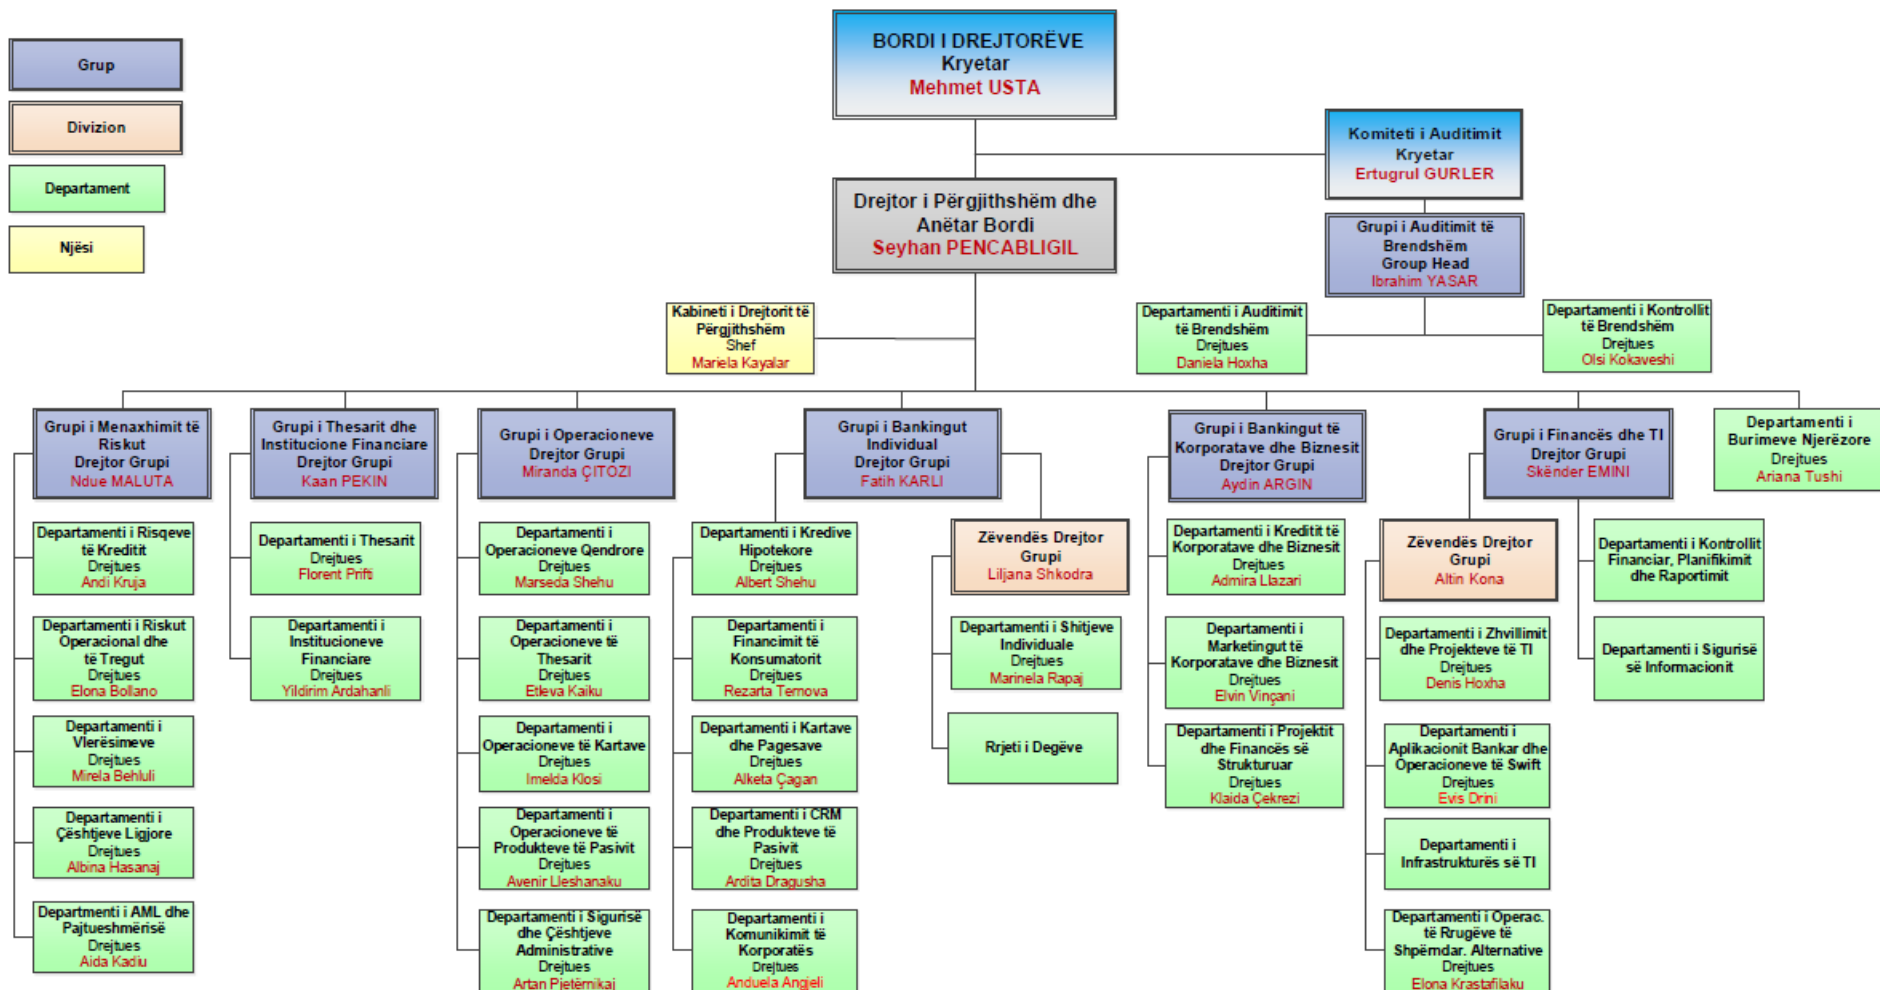 BORDI I DREJTORËVE
Kryetar
Mehmet USTA
Grup
Divizion
Departament
Njësi
Komiteti i Auditimit
Kryetar
Ertugrul GURLER
Drejtor i Përgjithshëm dhe
Anëtar Bordi
Seyhan PENCABLIGIL
Grupi i Auditimit të
Brendshëm
Group Head
Ibrahim YASAR
Kabineti i Drejtorit të
Përgjithshëm
Shef
Mariela Kayalar
Departamenti i Auditimit
të Brendshëm
Drejtues
Daniela Hoxha
Departamenti i Kontrollit
të Brendshëm
Drejtues
Olsi Kokaveshi
Grupi i Menaxhimit të
Riskut
Drejtor Grupi
Ndue MALUTA
Grupi i Thesarit dhe
Institucione Financiare
Drejtor Grupi
Kaan PEKIN
Grupi i Operacioneve
Drejtor Grupi
Miranda ÇITOZI
Grupi i Bankingut
Individual
Drejtor Grupi
Fatih KARLI
Grupi i Bankingut të
Korporatave dhe Biznesit
Drejtor Grupi
Aydin ARGIN
Grupi i Financës dhe TI
Drejtor Grupi
Skënder EMINI
Departamenti i
Burimeve Njerëzore
Drejtues
Ariana Tushi
Departamenti i Risqeve
të Kreditit
Drejtues
Andi Kruja
Departamenti i Riskut
Operacional dhe
të Tregut
Drejtues
Elona Bollano
Departamenti i
Vlerësimeve
Drejtues
Mirela Behluli
Departamenti i
Çështjeve Ligjore
Drejtues
Albina Hasanaj
Departmenti i AML dhe
Pajtueshmërisë
Drejtues
Aida Kadiu
Departamenti i Thesarit
Drejtues
Florent Prifti
Departamenti i
Institucioneve
Financiare
Drejtues
Yildirim Ardahanli
Departamenti i
Operacioneve Qendrore
Drejtues
Marseda Shehu
Departamenti i
Operacioneve të
Thesarit
Drejtues
Etleva Kaiku
Departamenti i
Operacioneve të Kartave
Drejtues
Imelda Klosi
Departamenti i
Operacioneve të
Produkteve të Pasivit
Drejtues
Avenir Lleshanaku
Departamenti i Sigurisë
dhe Çështjeve
Administrative
Drejtues
Artan Pjetërnikaj
Departamenti i Kredive
Hipotekore
Drejtues
Albert Shehu
Departamenti i
Financimit të
Konsumatorit
Drejtues
Rezarta Ternova
Departamenti i Kartave
dhe Pagesave
Drejtues
Alketa Çagan
Departamenti i CRM
dhe Produkteve të
Pasivit
Drejtues
Ardita Dragusha
Departamenti i
Komunikimit të
Korporatës
Drejtues
Anduela Angjeli
Zëvendës Drejtor
Grupi
Liljana Shkodra
Departamenti i Shitjeve
Individuale
Drejtues
Marinela Rapaj
Rrjeti i Degëve
Departamenti i Kreditit të
Korporatave dhe Biznesit
Drejtues
Admira Llazari
Departamenti i
Marketingut të
Korporatave dhe Biznesit
Drejtues
Elvin Vinçani
Departamenti i Projektit
dhe Financës së
Strukturuar
Drejtues
Klaida Çekrezi
Zëvendës Drejtor
Grupi
Altin Kona
Departamenti i Zhvillimit
dhe Projekteve të TI
Drejtues
Denis Hoxha
Departamenti i
Aplikacionit Bankar dhe
Operacioneve të Swift
Drejtues
Evis Drini
Departamenti i
Infrastrukturës së TI
Departamenti i Operac.
të Rrugëve të
Shpërndar. Alternative
Drejtues
Elona Krastafilaku
Departamenti i Kontrollit
Financiar, Planifikimit
dhe Raportimit
Departamenti i Sigurisë
së Informacionit